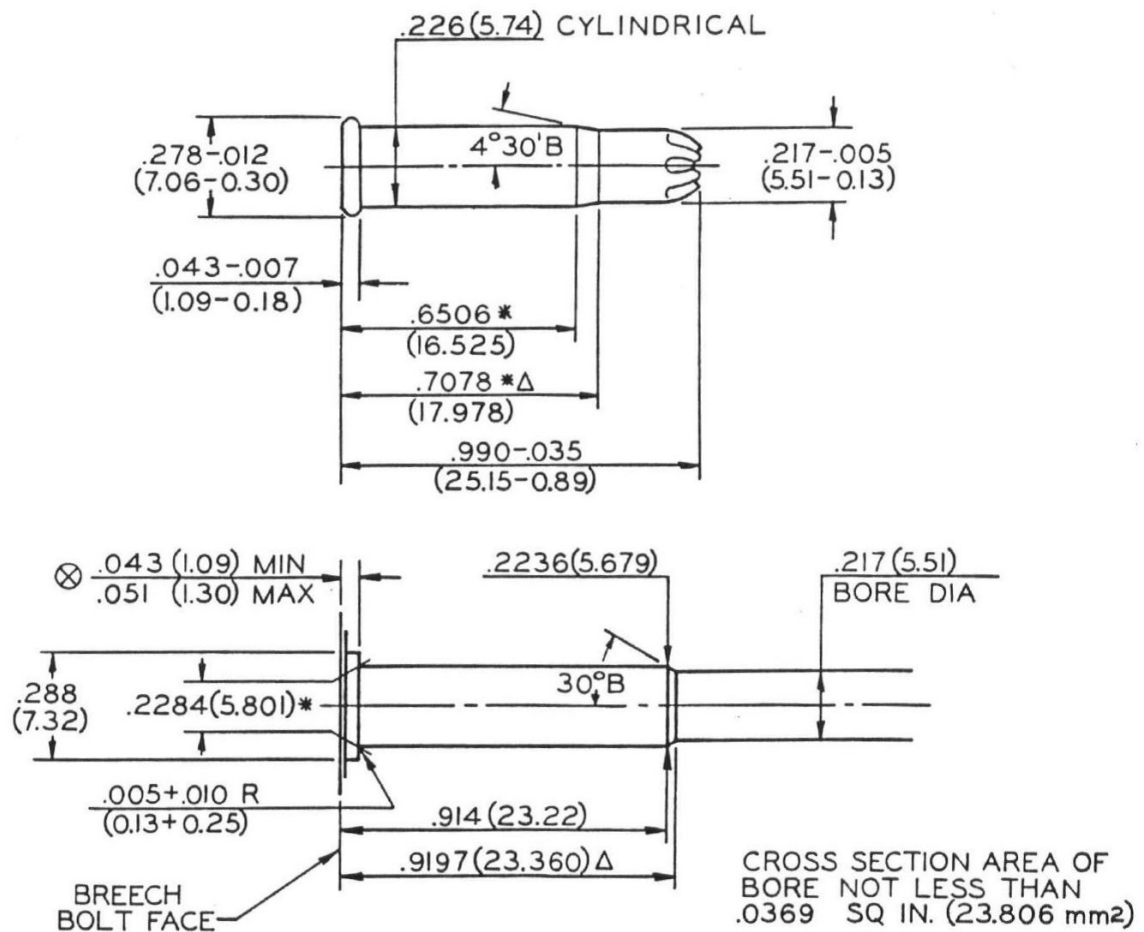 .226(5.74) CYLINDRICAL
4°30'B
.278-.012
(7.06-0.30)
.217-.005
(5.51-0.13)
.043-.007
(1.09-0.18)
.6506*
(16.525)
.7078*Δ
(17.978)
.990-.035
(25.15-0.89)
⊗ .043 (1.09) MIN
.051 (1.30) MAX
.2236(5.679)
.217(5.51)
BORE DIA
30°B
.288
(7.32)
.2284(5.801)*
.005+.010 R
(0.13+0.25)
.914(23.22)
.9197(23.360)Δ
BREECH
BOLT FACE
CROSS SECTION AREA OF
BORE NOT LESS THAN
.0369 SQ IN. (23.806 mm2)